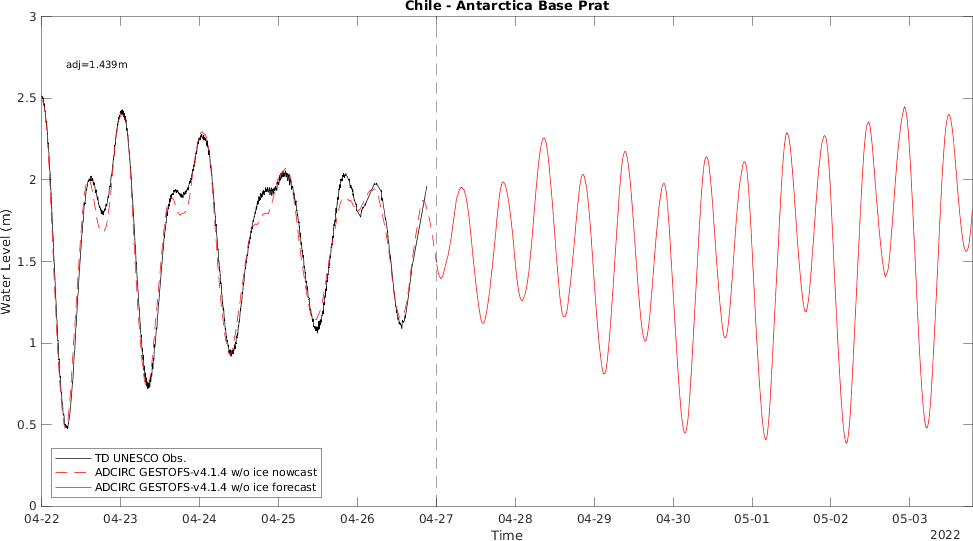 Chile - Antarctica Base Prat
adj=1.439m
3
2.5
2
1.5
1
0.5
0
Water Level (m)
TD UNESCO Obs.
ADCIRC GESTOFS-v4.1.4 w/o ice nowcast
ADCIRC GESTOFS-v4.1.4 w/o ice forecast
04-22 04-23 04-24 04-25 04-26 04-27 04-28 04-29 04-30 05-01 05-02 05-03
Time
2022